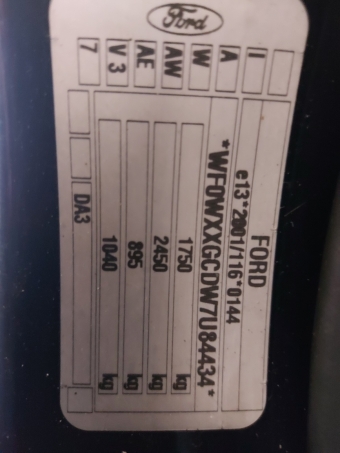 Ford
FORD
e13*2001/116*0144
*WF0WXXGCDW7U84434*
1750 kg
2450 kg
895 kg
1040 kg
DA3
I
A
W
AW
AE
V 3
7